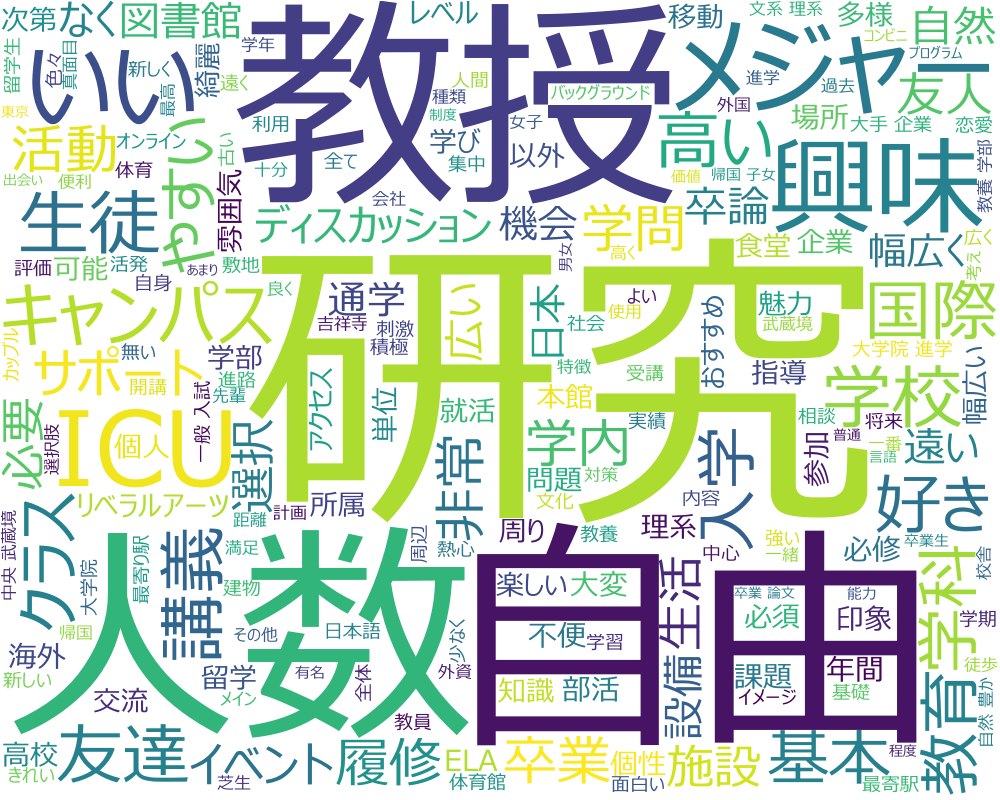 次第
なく
図書館
レベル
移動
文系 理系
多様
コンビニ
自然
留学生
色々
真面目
いい
新しく
学年
綺麗
遠く
最高
教授
人間
種類
バックグラウンド
進学
メジャー
過去
プログラム
友人
東京
活動
オンライン
利用
制度
学び
女子
外国
場所
大手 企業
恋愛
出会い
便利
体育
やすい
古い
十分
全て
集中
以外
高い
価値
帰国 子女
興味
教養 学部
生徒
雰囲気
会社
ディスカッション
機会
学問
卒論
食堂
企業
幅広く
広く
考え
評価
可能
活発
自身
あまり
敷地
良く
男女
高く
キャンパス
通学
広い
日本
研究
よい
使用
魅力
武蔵境
国際
カップル
サポート
無い
学部
吉祥寺
刺激
積極
社会
特徴
おすすめ
大学院 進学
開講
進路
先輩
アクセス
受講
指導
学校
幅広い
必要
ICU
個人
一般 入試
選択
単位
就活
本館
実績
相談
将来
選択肢
学内
入学
参加
普通
一番
言語
遠い
リベラルアーツ
所属
非常
問題
対策
内容
好き
中央 武蔵境
クラス
大学院
最寄り駅
講義
距離
計画
満足
熱心
周辺
周り
文化
教養
理系
中心
強い
一緒
必修
卒業生
校舎
人数
建物
楽しい
大変
自由
生活
卒業 論文
能力
必須
印象
学科
学期
帰国
海外
新しい
その他
日本語
少なく
不便
学習
徒歩
交流
留学
有名
メイン
全体
外資
知識
部活
設備
課題
イメージ
年間
基礎
教育
自然 豊か
高校
きれい
友達
イベント
芝生
履修
教員
ELA
体育館
卒業
個性
面白い
施設
基本
程度
最寄駅